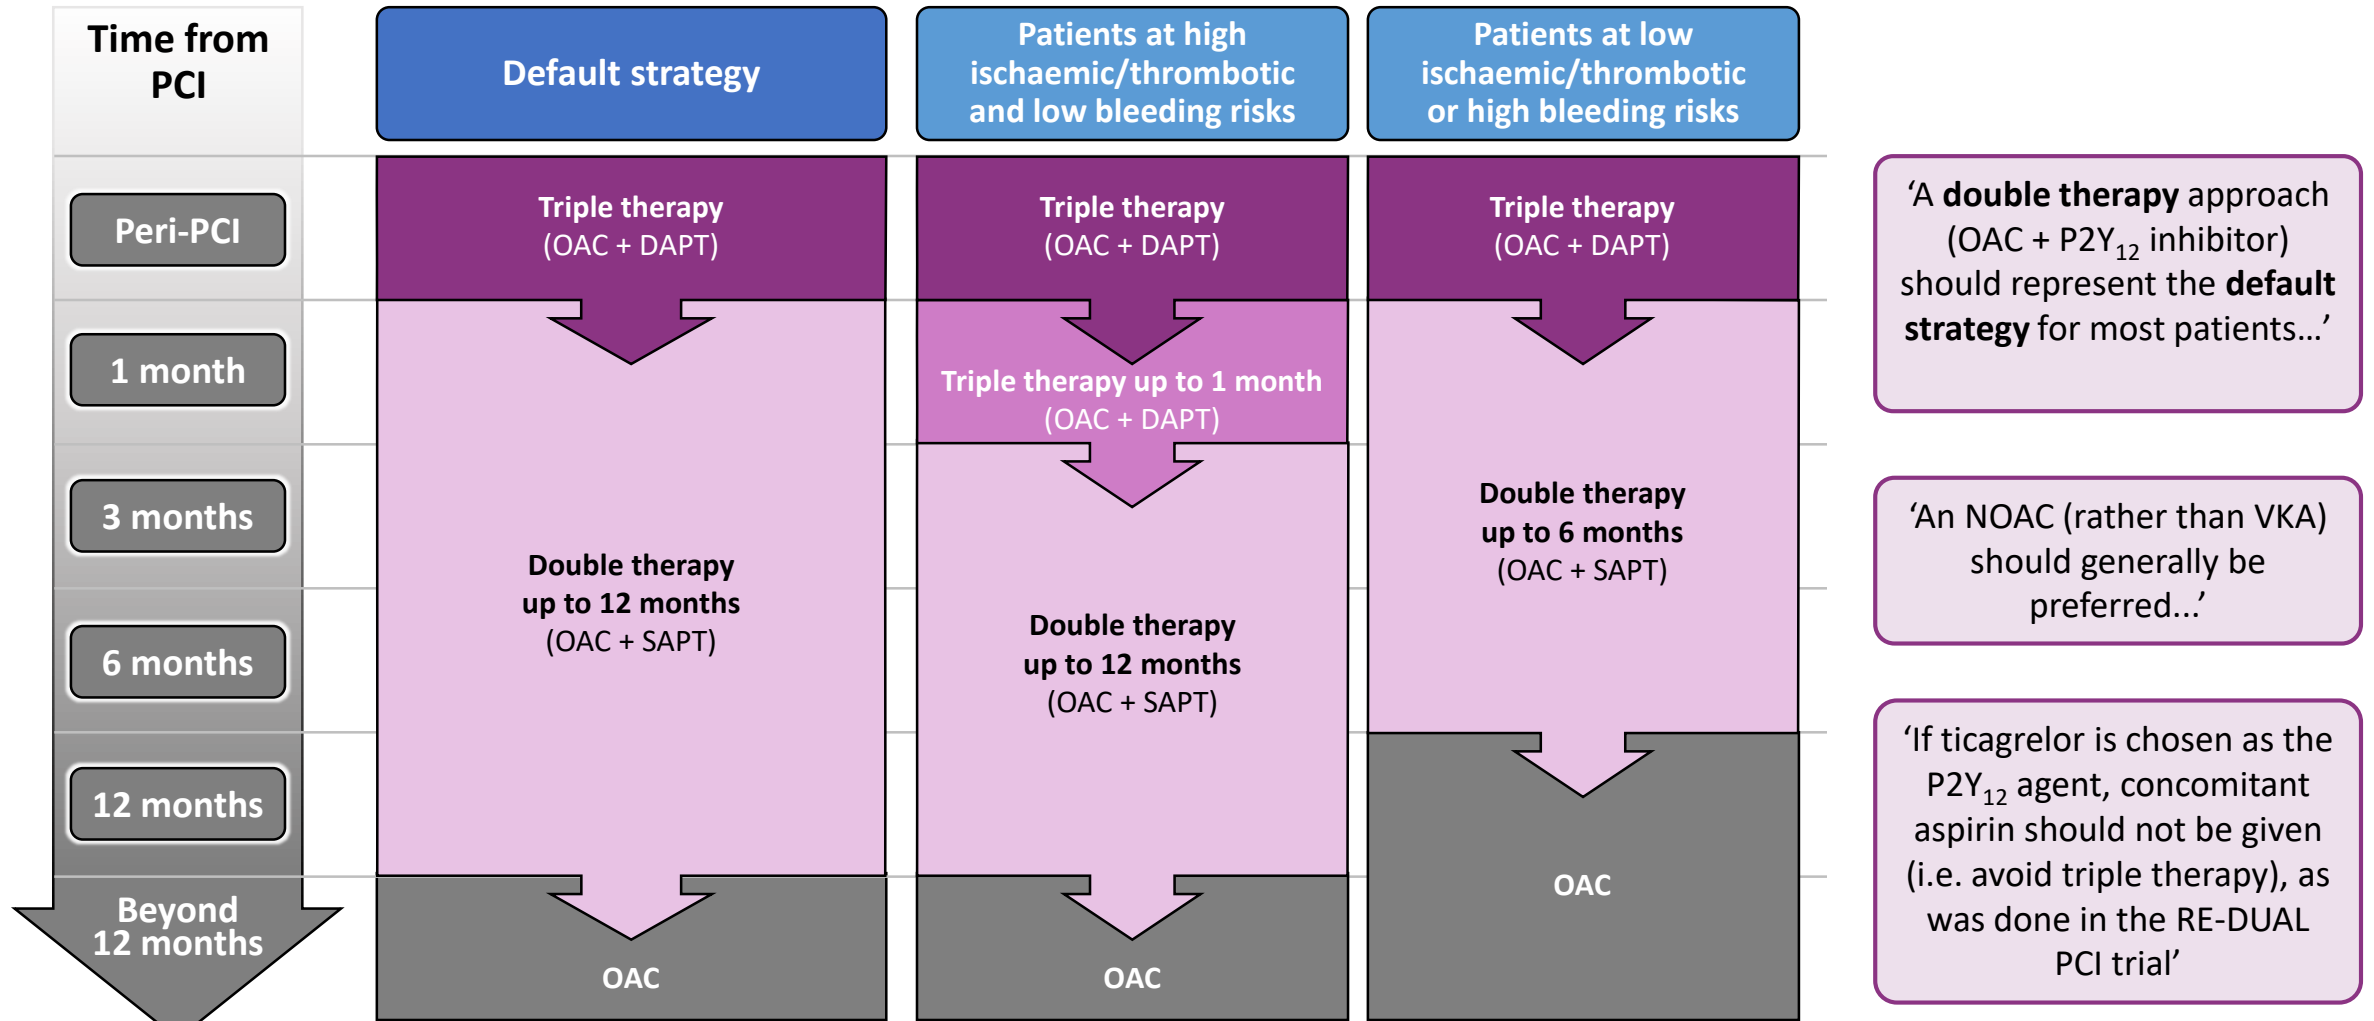 Time from
PCI
Default strategy
Patients at high
ischaemic/thrombotic
and low bleeding risks
Patients at low
ischaemic/thrombotic
or high bleeding risks
Peri-PCI
1 month
3 months
6 months
12 months
Beyond
12 months
Triple therapy
(OAC + DAPT)
Double therapy
up to 12 months
(OAC + SAPT)
OAC
Triple therapy
(OAC + DAPT)
Triple therapy up to 1 month
(OAC + DAPT)
Double therapy
up to 12 months
(OAC + SAPT)
OAC
Triple therapy
(OAC + DAPT)
Double therapy
up to 6 months
(OAC + SAPT)
OAC
‘A double therapy approach
(OAC + P2Y₁₂ inhibitor)
should represent the default
strategy for most patients…’
‘An NOAC (rather than VKA)
should generally be
preferred...’
‘If ticagrelor is chosen as the
P2Y₁₂ agent, concomitant
aspirin should not be given
(i.e. avoid triple therapy), as
was done in the RE-DUAL
PCI trial’